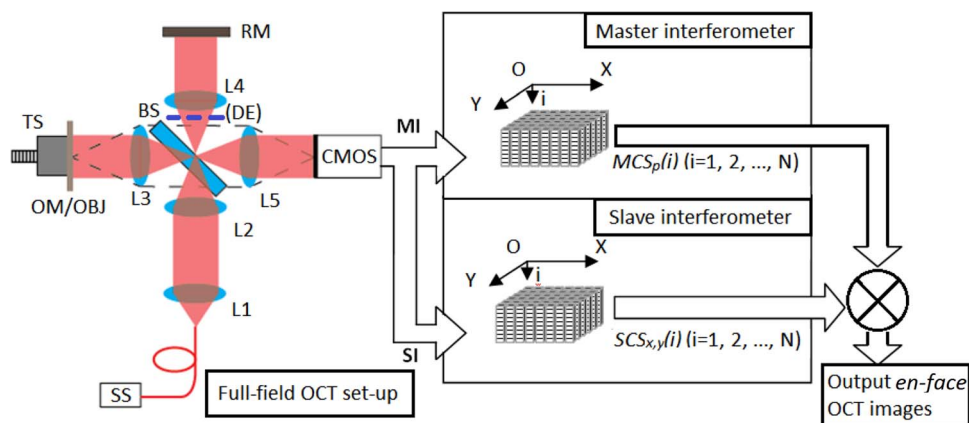 RM
L4
BS
(DE)
TS
CMOS
L3
L5
OM/OBJ
L2
L1
SS
Full-field OCT set-up
MI
SI
Master interferometer
O
X
Y
i
MCSp(i) (i=1, 2, ..., N)
Slave interferometer
O
X
Y
i
SCSx,y(i) (i=1, 2, ..., N)
Output en-face
OCT images